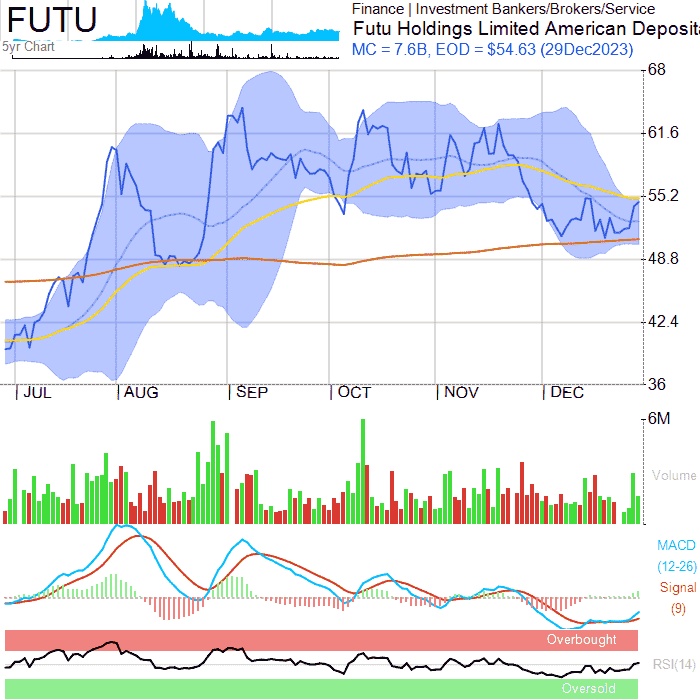 FUTU
5yr Chart
Finance | Investment Bankers/Brokers/Service
Futu Holdings Limited American Deposit
MC = 7.6B, EOD = $54.63 (29Dec2023)
68
61.6
55.2
48.8
42.4
36
JUL AUG SEP OCT NOV DEC
6M
Volume
MACD
(12-26)
Signal
(9)
Overbought
RSI(14)
Oversold